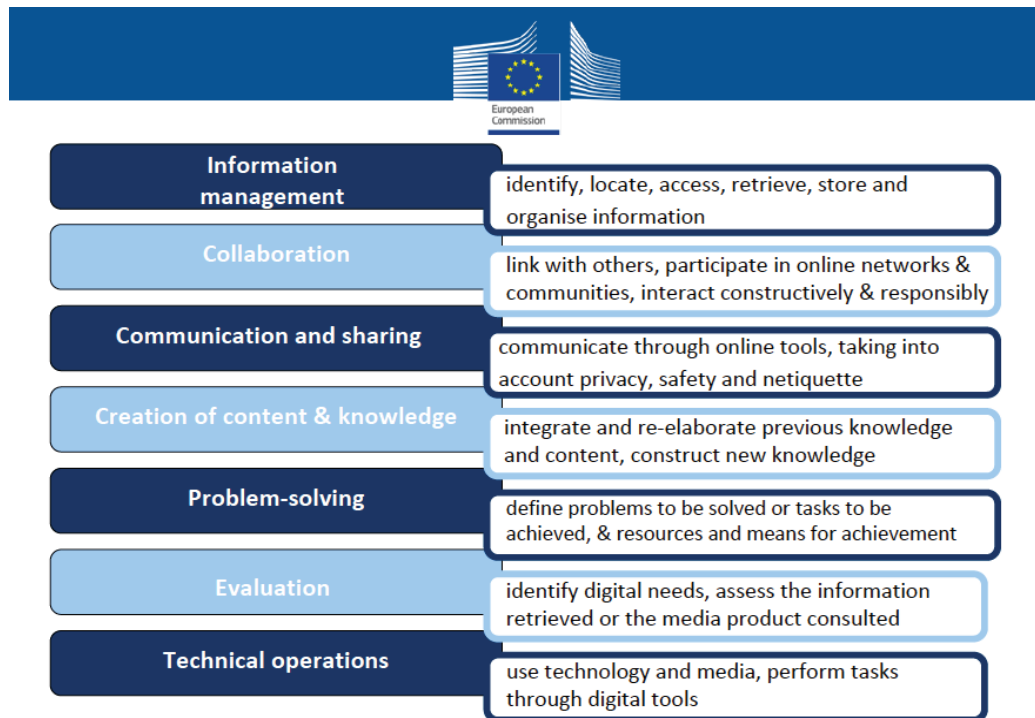 European
Commission
Information
management
identify, locate, access, retrieve, store and
organise information
Collaboration
link with others, participate in online networks &
communities, interact constructively & responsibly
Communication and sharing
communicate through online tools, taking into
account privacy, safety and netiquette
Creation of content & knowledge
integrate and re-elaborate previous knowledge
and content, construct new knowledge
Problem-solving
define problems to be solved or tasks to be
achieved, & resources and means for achievement
Evaluation
identify digital needs, assess the information
retrieved or the media product consulted
Technical operations
use technology and media, perform tasks
through digital tools